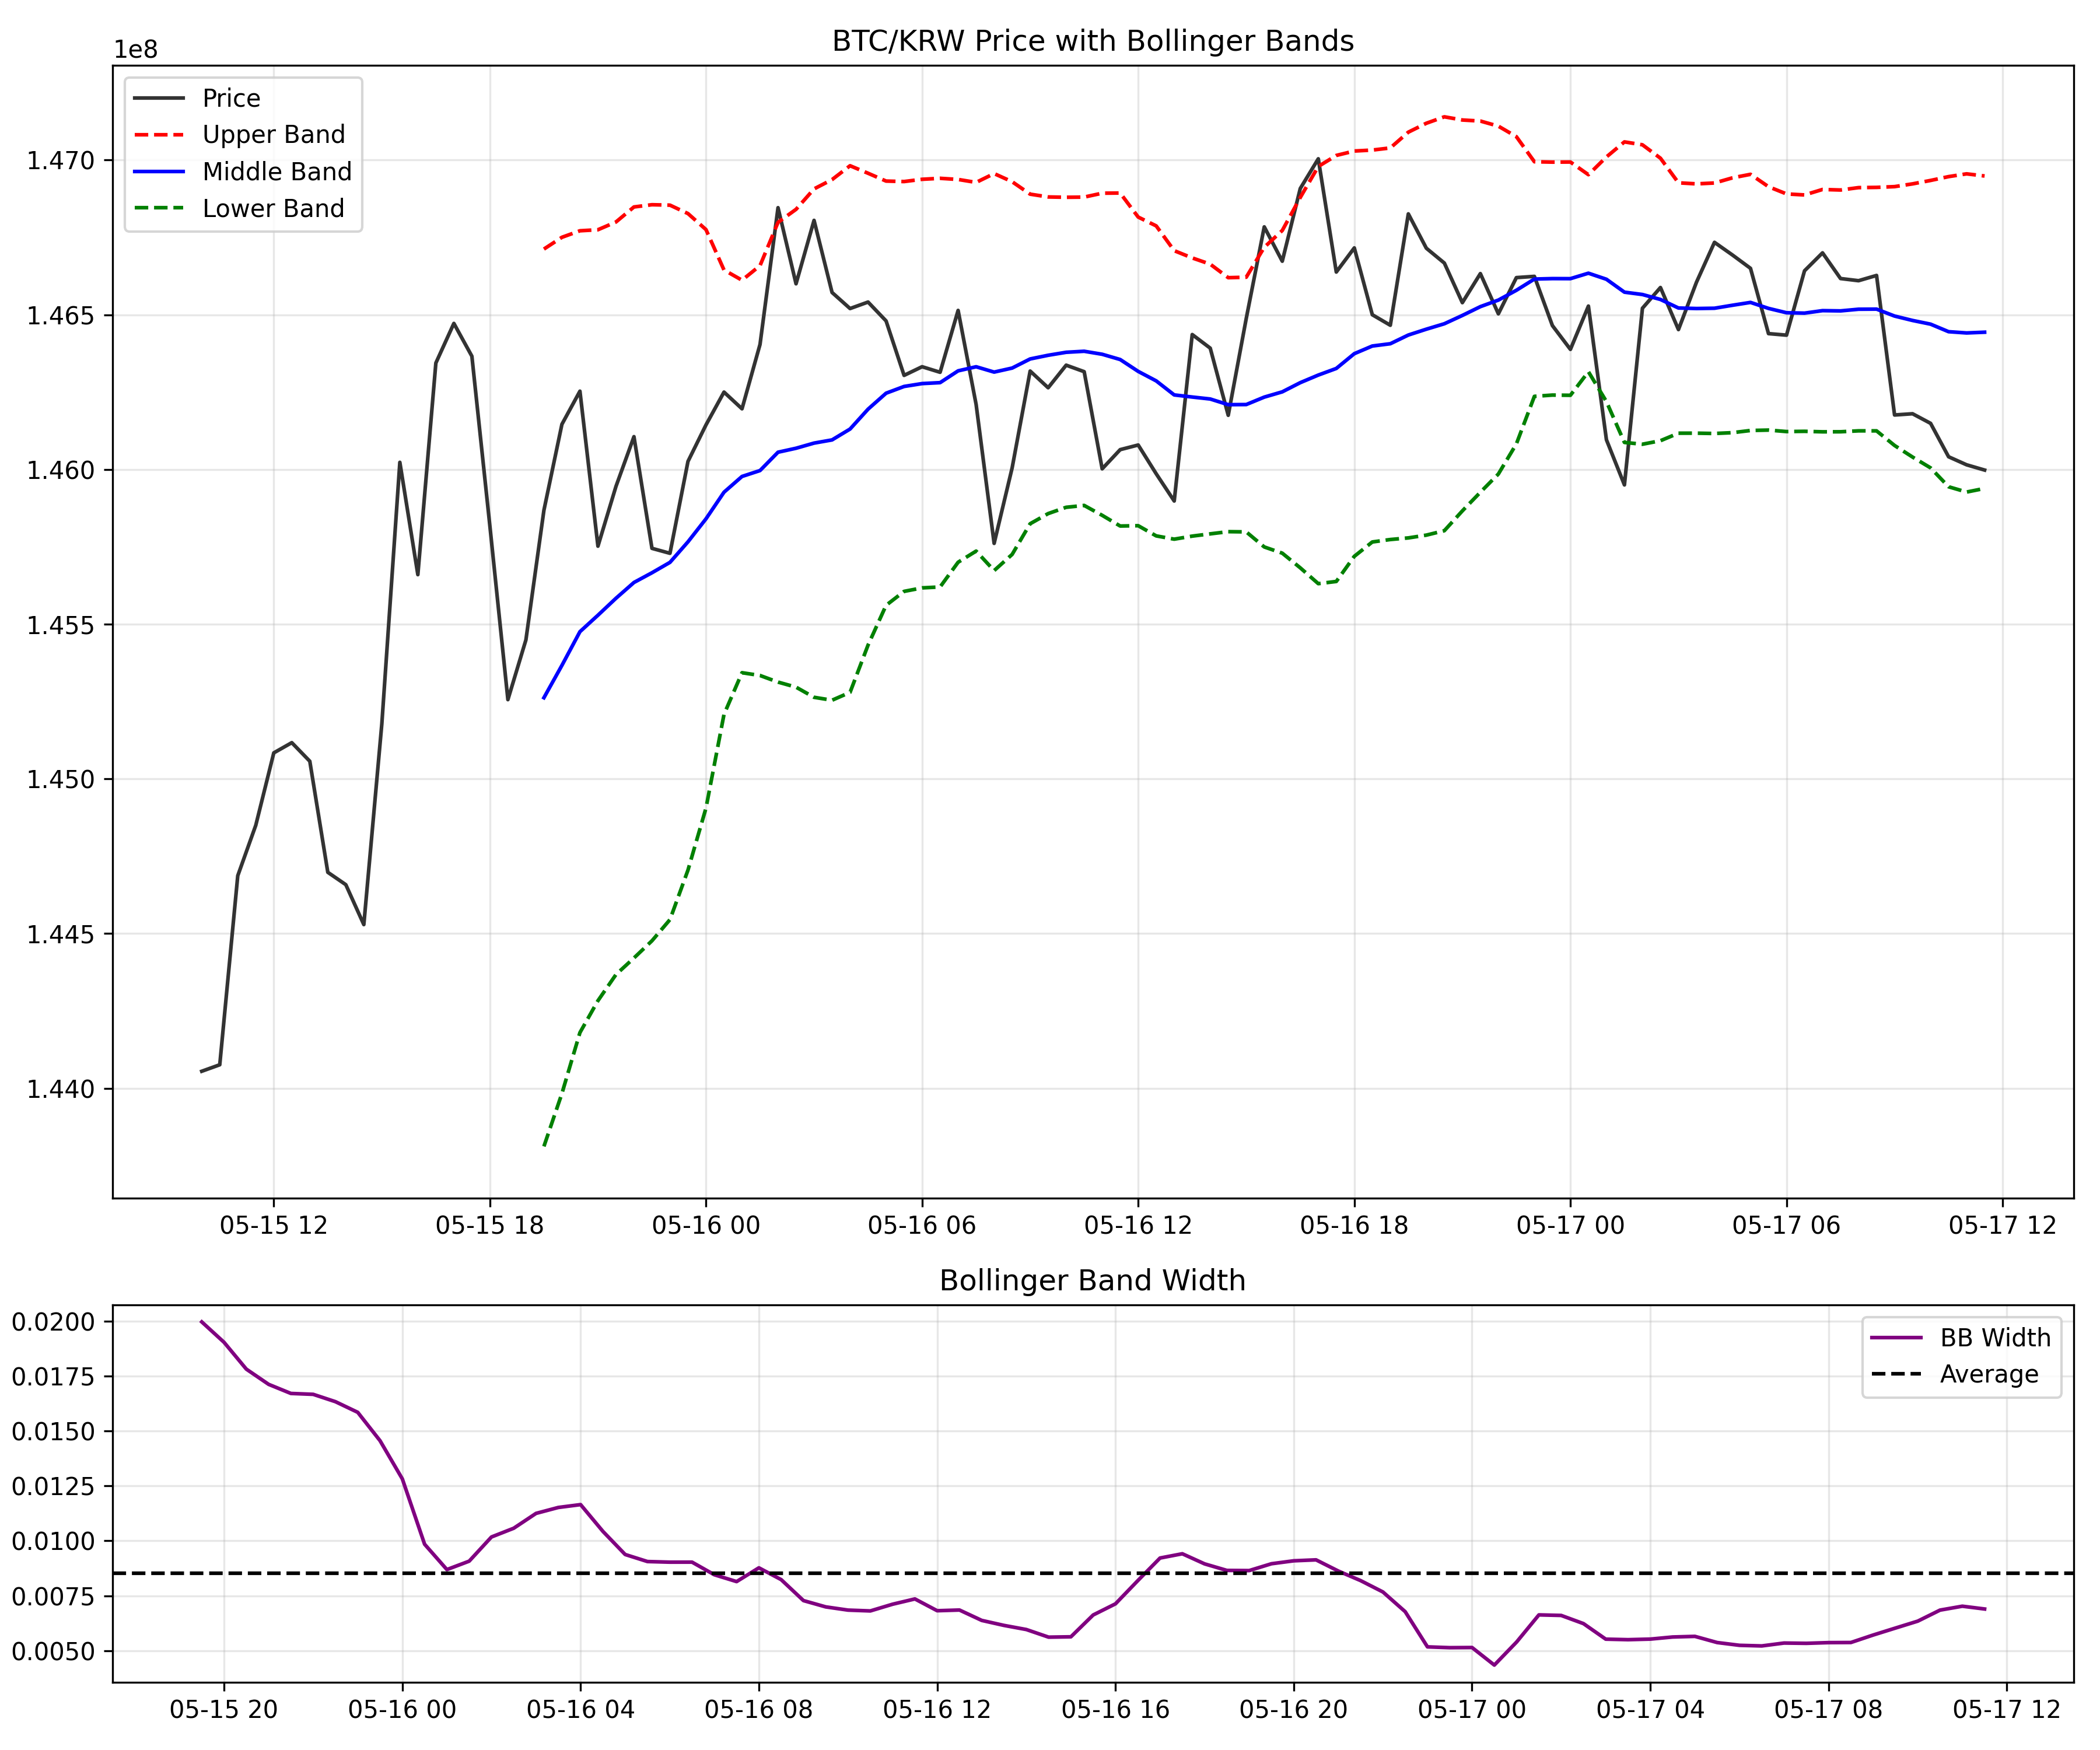 BTC/KRW Price with Bollinger Bands
1e8
Price
Upper Band
Middle Band
Lower Band
1.470
1.465
1.460
1.455
1.450
1.445
1.440
05-15 12 05-15 18 05-16 00 05-16 06 05-16 12 05-16 18 05-17 00 05-17 06 05-17 12
Bollinger Band Width
BB Width
Average
0.0200
0.0175
0.0150
0.0125
0.0100
0.0075
0.0050
05-15 20 05-16 00 05-16 04 05-16 08 05-16 12 05-16 16 05-16 20 05-17 00 05-17 04 05-17 08 05-17 12